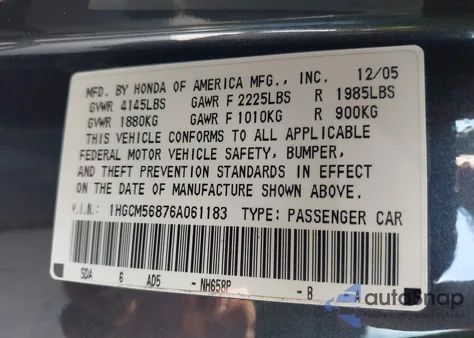 MFD. BY HONDA OF AMERICA MFG., INC. 12/05
GVWR 4145LBS GAWR F 2225LBS R 1985LBS
GVWR 1880KG GAWR F 1010KG R 900KG
THIS VEHICLE CONFORMS TO ALL APPLICABLE
FEDERAL MOTOR VEHICLE SAFETY, BUMPER,
AND THEFT PREVENTION STANDARDS IN EFFECT
ON THE DATE OF MANUFACTURE SHOWN ABOVE.
V.I.N.: 1HGCM56876A061183 TYPE: PASSENGER CAR
SDA 6 AD5 - NH658P - B A
autoSnap